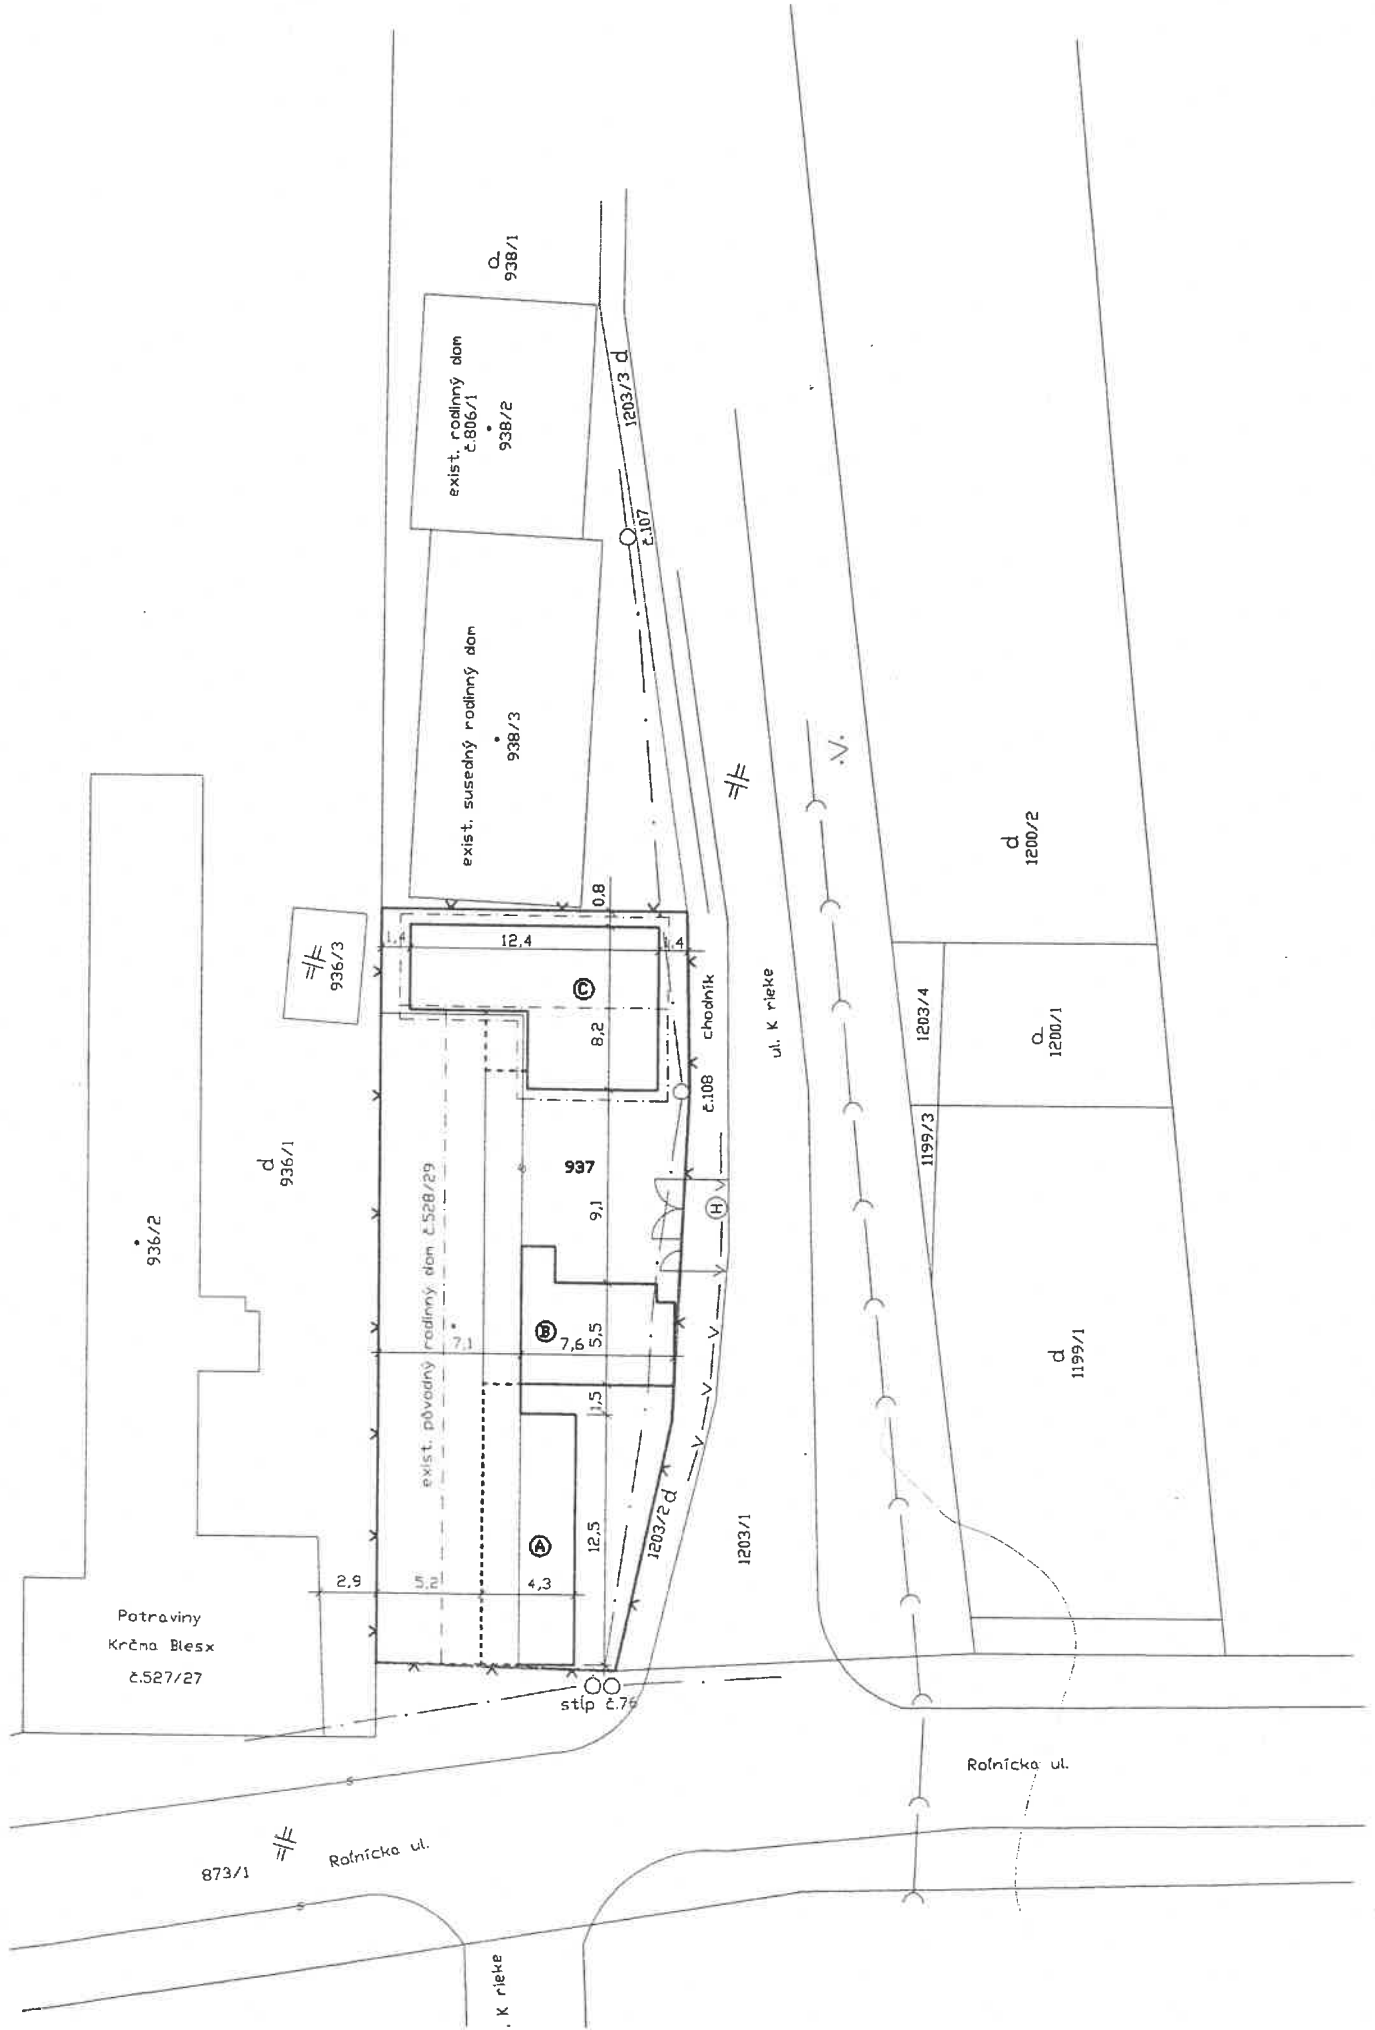 d
938/1
exist. rodinný dom
č.806/1
938/2
1203/3 d
č.107
exist. susedný rodinný dom
938/3
936/3
1,4
12,4
0,8
C
8,2
chodník
č.108
ul. K rieke
.V.
d
1200/2
1203/4
d
1200/1
1199/3
d
936/1
936/2
exist. pôvodný rodinný dom č.528/29
937
9,1
H
B
7,1
7,6
5,5
1,5
d
1199/1
A
12,5
1203/2 d
1203/1
2,9
5,2
4,3
Potraviny
Krčma Blesx
č.527/27
stĺp č.76
Roľnícka ul.
873/1
Roľnícka ul.
. K rieke